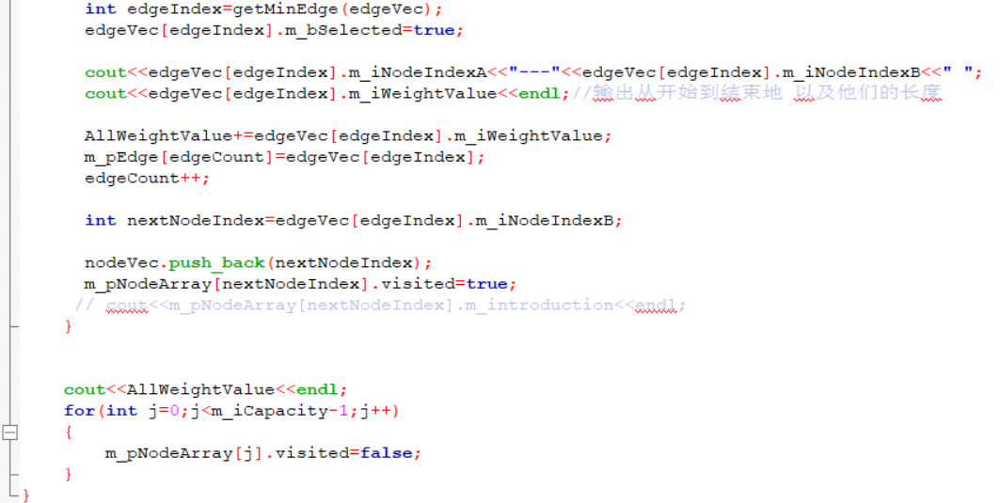 int edgeIndex=getMinEdge(edgeVec);
edgeVec[edgeIndex].m_bSelected=true;
cout<<edgeVec[edgeIndex].m_iNodeIndexA<<"---"<<edgeVec[edgeIndex].m_iNodeIndexB<<" ";
cout<<edgeVec[edgeIndex].m_iWeightValue<<endl;//输出从开始到结束地 以及他们的长度
AllWeightValue+=edgeVec[edgeIndex].m_iWeightValue;
m_pEdge[edgeCount]=edgeVec[edgeIndex];
edgeCount++;
int nextNodeIndex=edgeVec[edgeIndex].m_iNodeIndexB;
nodeVec.push_back(nextNodeIndex);
m_pNodeArray[nextNodeIndex].visited=true;
// cout<<m_pNodeArray[nextNodeIndex].m_introduction<<endl;
}
cout<<AllWeightValue<<endl;
for(int j=0;j<m_iCapacity-1;j++)
{
m_pNodeArray[j].visited=false;
}
}